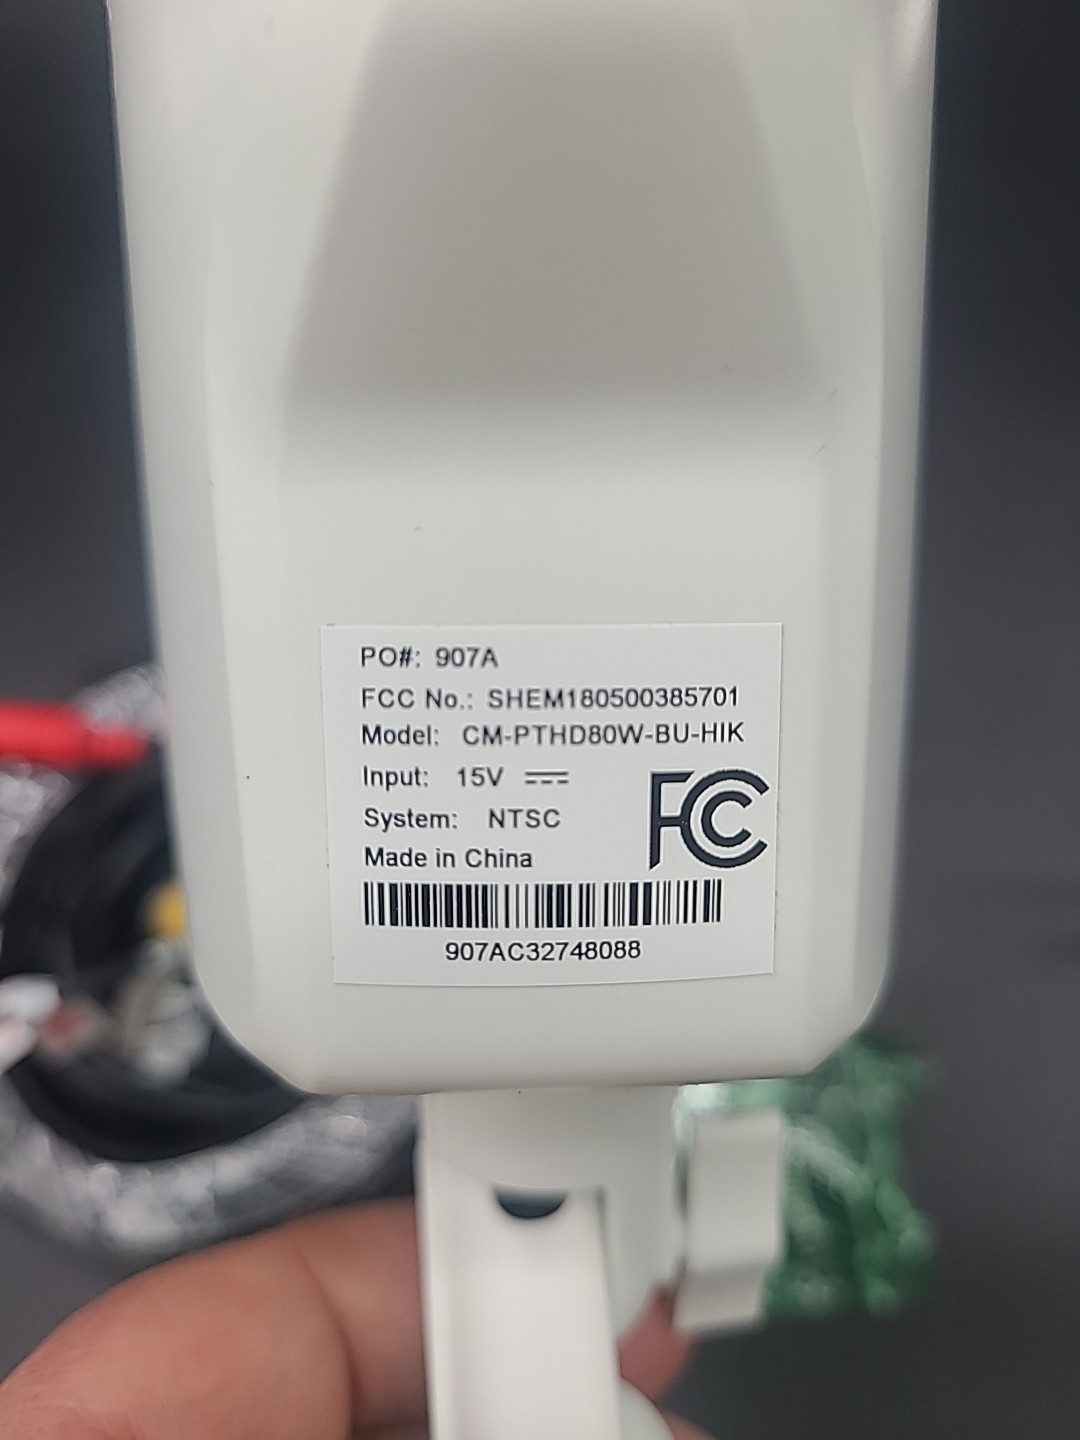 PO#: 907A
FCC No.: SHEM180500385701
Model: CM-PTHD80W-BU-HIK
Input: 15V
System: NTSC
FC
Made in China
907AC32748088